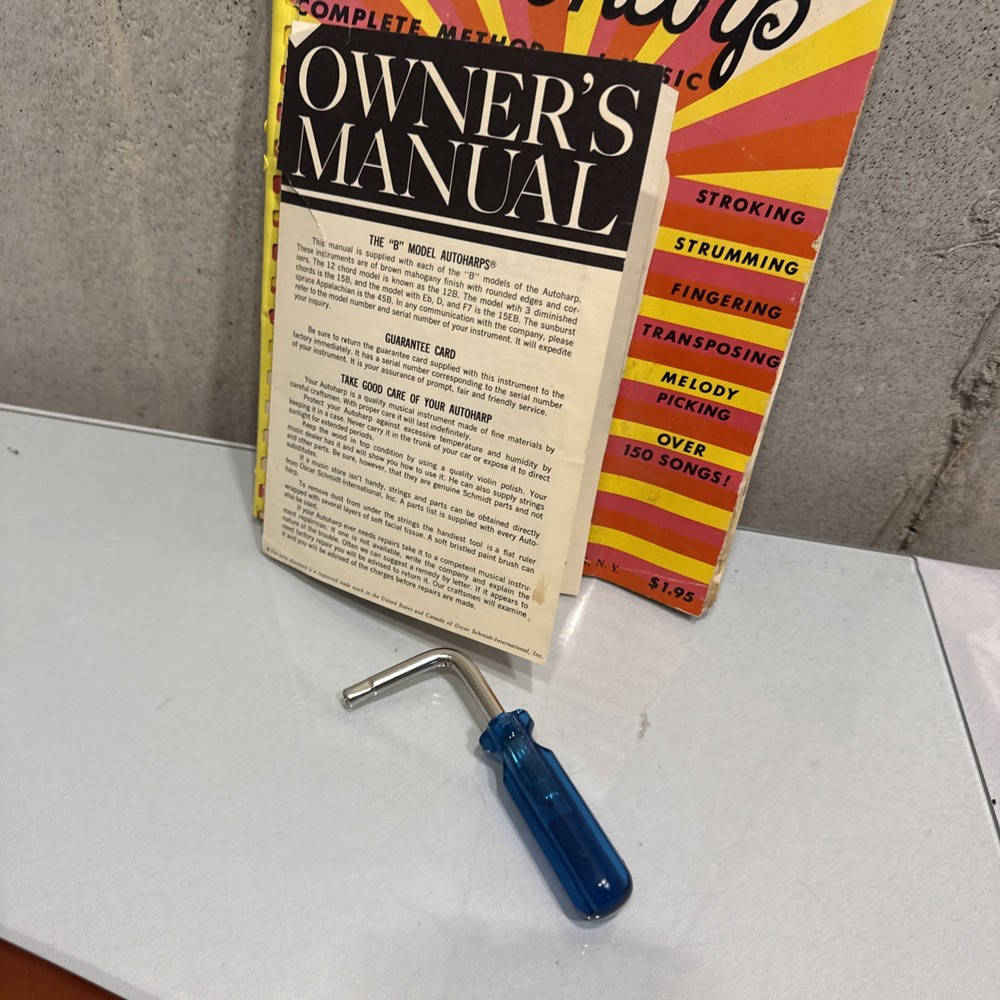 COMPLETE METHOD
SIC
OWNER'S
MANUAL
THE "B" MODEL AUTOHARPS®
This manual is supplied with each of the "B" models of the Autoharp.
These instruments are of brown mahogany finish with rounded edges and cor-
ners. The 12 chord model is known as the 12B. The model wtih 3 diminished
chords is the 15B, and the model with Eb, D, and F7 is the 15EB. The sunburst
spruce Appalachian is the 45B. In any communication with the company, please
refer to the model number and serial number of your instrument. It will expedite
your inquiry.
GUARANTEE CARD
Be sure to return the guarantee card supplied with this instrument to the
factory immediately. It has a serial number corresponding to the serial number
of your instrument. It is your assurance of prompt, fair and friendly service.
TAKE GOOD CARE OF YOUR AUTOHARP
Your Autoharp is a quality musical instrument made of fine materials by
careful craftsmen. With proper care it will last indefinitely.
Protect your Autoharp against excessive temperature and humidity by
keeping it in a case. Never carry it in the trunk of your car or expose it to direct
sunlight for extended periods.
Keep the wood in top condition by using a quality violin polish. Your
music dealer has it and will show you how to use it. He can also supply strings
and other parts. Be sure, however, that they are genuine Schmidt parts and not
substitutes.
If a music store isn't handy, strings and parts can be obtained directly
from Oscar Schmidt-International, Inc. A parts list is supplied with every Auto-
harp.
To remove dust from under the strings the handiest tool is a flat ruler
wrapped with several layers of soft facial tissue. A soft bristled paint brush can
also be used.
If your Autoharp ever needs repairs take it to a competent musical instru-
ment repairman. If one is not available, write the company and explain the
nature of the trouble. Often we can suggest a remedy by letter. If it appears to
need factory repair you will be advised to return it. Our craftsmen will examine
it and you will be advised of the charges before repairs are made.
Autoharp is a registered trade mark in the United States and Canada of Oscar Schmidt-International, Inc.
STROKING
STRUMMING
FINGERING
TRANSPOSING
MELODY
PICKING
OVER
150 SONGS!
N. Y.
$1.95